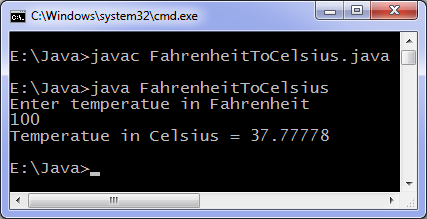 C:\Windows\system32\cmd.exe
E:\Java>javac FahrenheitToCelsius.java
E:\Java>java FahrenheitToCelsius
Enter temperatue in Fahrenheit
100
Temperatue in Celsius = 37.77778
E:\Java>_